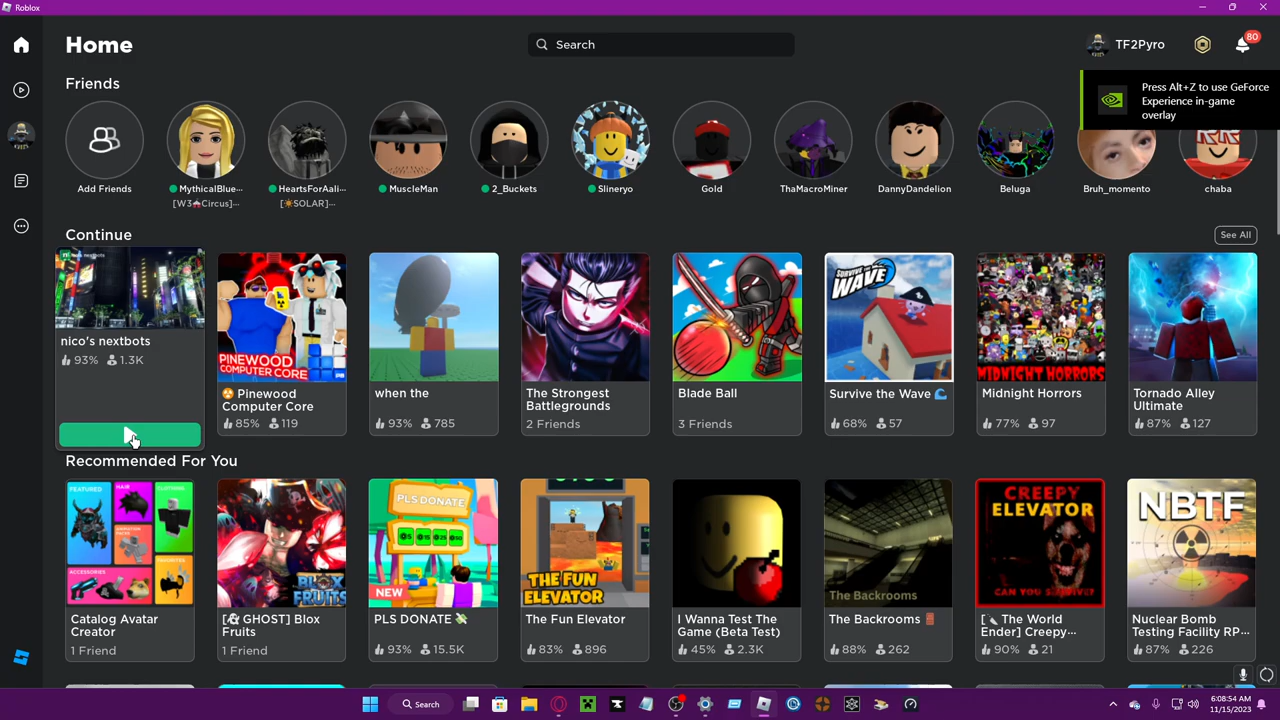 Roblox
Home
Search
TF2Pyro
80
Press Alt+Z to use GeForce
Experience in-game
overlay
Friends
Add Friends
MythicalBlue...
[W3🎪Circus]...
HeartsForAali...
[☀SOLAR]...
MuscleMan
2_Buckets
Slineryo
Gold
ThaMacroMiner
DannyDandelion
Beluga
Bruh_momento
chaba
Continue
See All
nico's nextbots
93% 1.3K
PINEWOOD
COMPUTER CORE
☢ Pinewood
Computer Core
85% 119
when the
93% 785
The Strongest
Battlegrounds
2 Friends
Blade Ball
3 Friends
SURVIVE THE
WAVE
Survive the Wave 🌊
68% 57
MIDNIGHT HORRORS
Midnight Horrors
77% 97
Tornado Alley
Ultimate
87% 127
Recommended For You
FEATURED
HAIR
ACCESSORIES
FAVORITES
Catalog Avatar
Creator
1 Friend
BLOX
FRUITS
[👻 GHOST] Blox
Fruits
1 Friend
PLS DONATE
5 15 25 100
NEW
PLS DONATE 💸
93% 15.5K
THE FUN
ELEVATOR
The Fun Elevator
83% 896
I Wanna Test The
Game (Beta Test)
45% 2.3K
The Backrooms
The Backrooms 🚪
88% 262
CREEPY
ELEVATOR
CAN YOU SURVIVE?
[🔪 The World
Ender] Creepy...
90% 21
NBTF
Nuclear Bomb
Testing Facility RP...
87% 226
Search
6:08:54 AM
11/15/2023